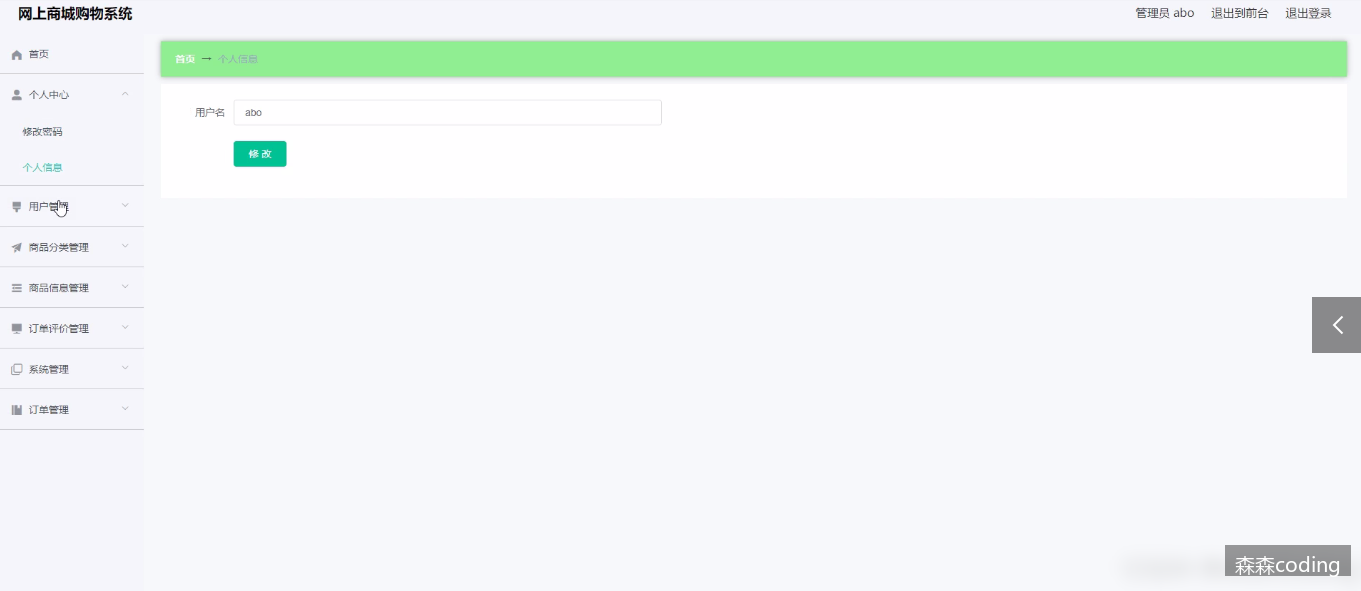 网上商城购物系统
管理员 abo 退出到前台 退出登录
首页
个人中心
修改密码
个人信息
用户管理
商品分类管理
商品信息管理
订单评价管理
系统管理
订单管理
首页 → 个人信息
用户名 abo
修 改
森森coding